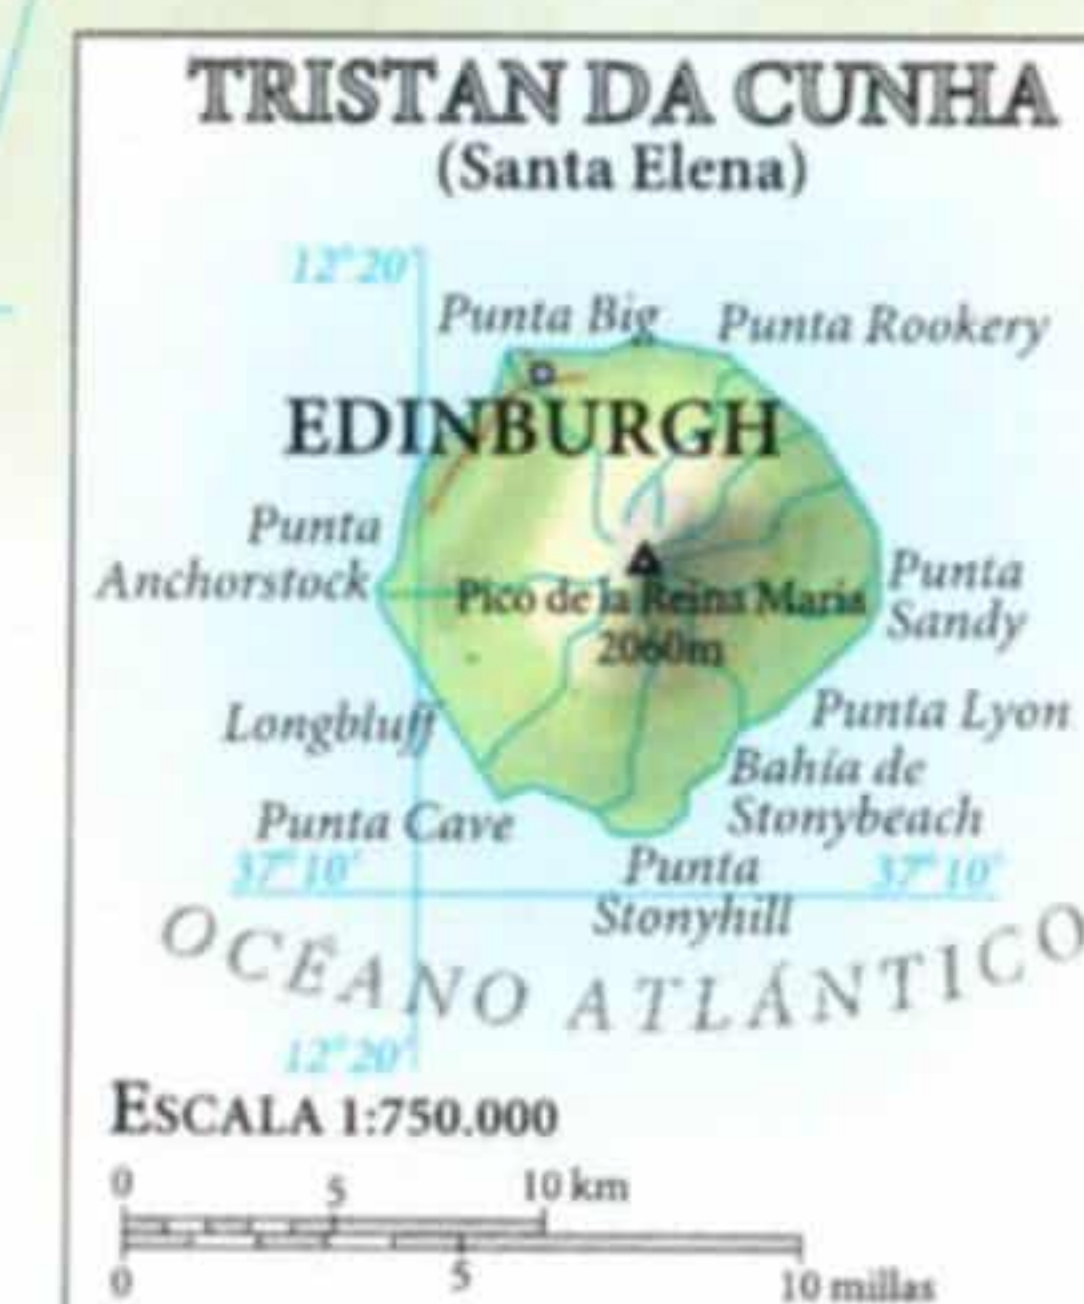 TRISTAN DA CUNHA
(Santa Elena)
12°20'
Punta Big
Punta Rookery
EDINBURGH
Punta
Anchorstock
Pico de la Reina Maria
2060m
Punta
Sandy
Longbluff
Punta Lyon
Bahía de
Stonybeach
Punta Cave
37°10'
Punta
Stonyhill
37°10'
OCÉANO ATLÁNTICO
12°20'
ESCALA 1:750.000
0 5 10 km
0 5 10 millas